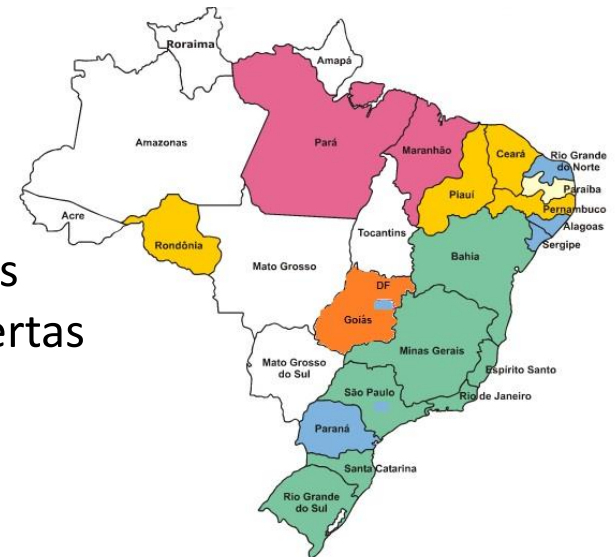 Roraima
Amapá
Amazonas
Pará
Maranhão
Ceará
Rio Grande
do Norte
Paraíba
Piauí
Pernambuco
Acre
Alagoas
Rondônia
Tocantins
Sergipe
Bahia
Mato Grosso
s
DF
Goiás
ertas
Minas Gerais
Mato Grosso
do Sul
Espírito Santo
São Paulo
Rio de Janeiro
Paraná
Santa Catarina
Rio Grande
do Sul